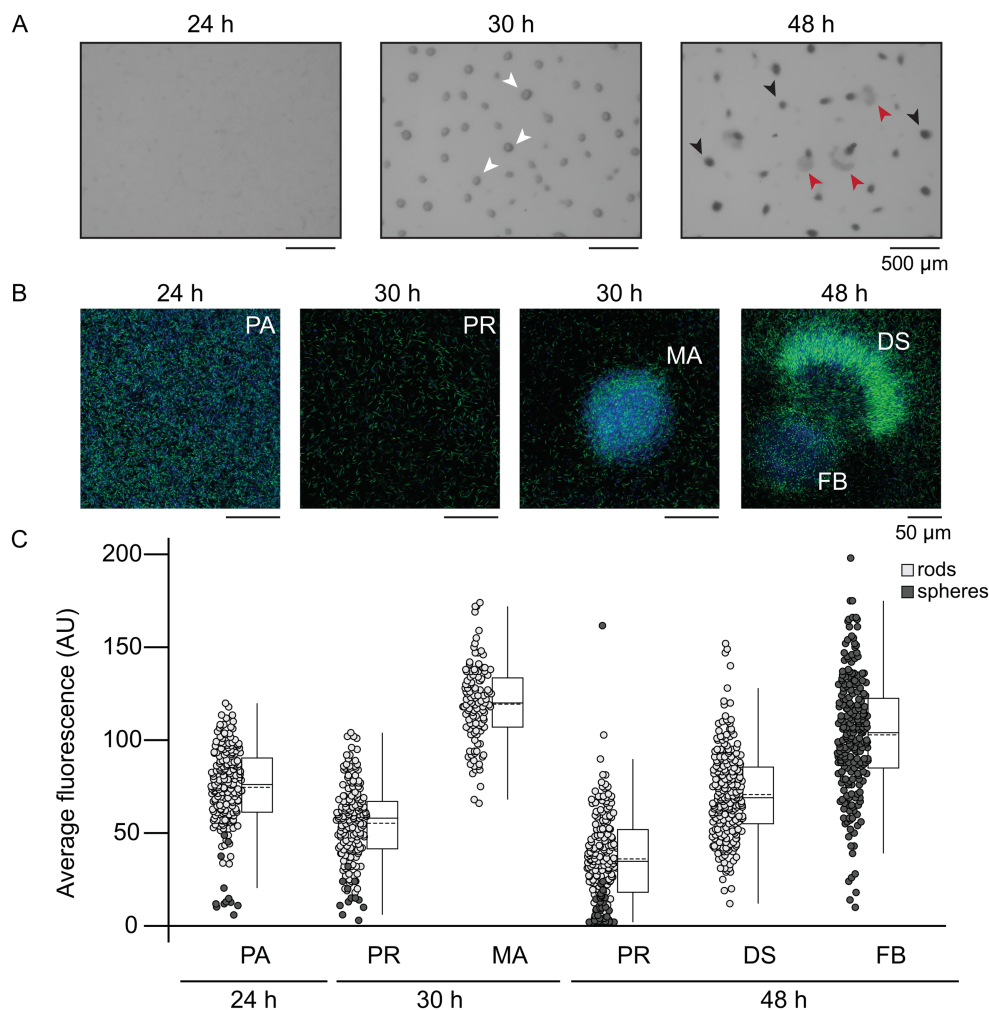 A
24 h
30 h
48 h
500 µm
B
24 h
30 h
30 h
48 h
PA
PR
MA
DS
FB
50 µm
C
Average fluorescence (AU)
200
150
100
50
0
rods
spheres
PA
PR
MA
PR
DS
FB
24 h
30 h
48 h